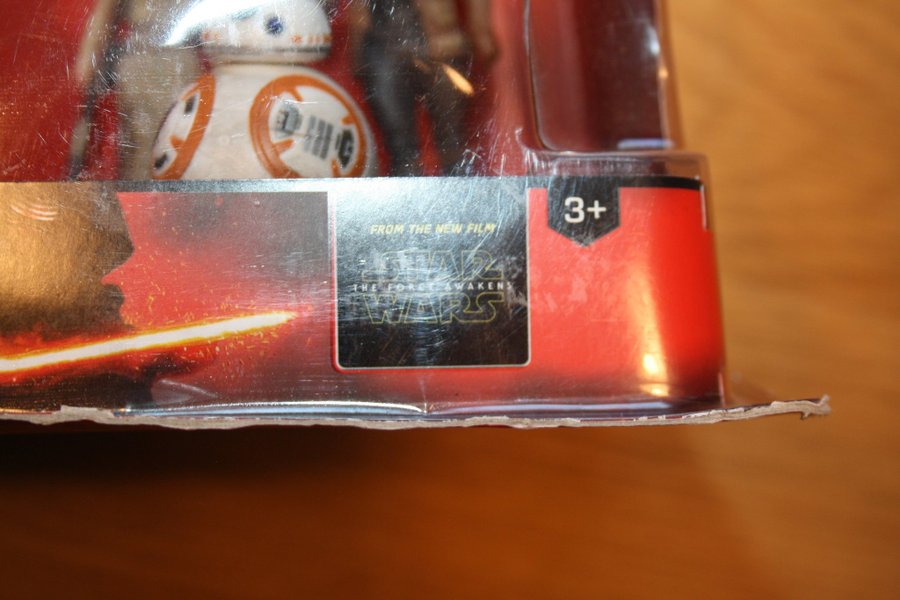 3+
FROM THE NEW FILM
STAR
THE FORCE AWAKENS
WARS